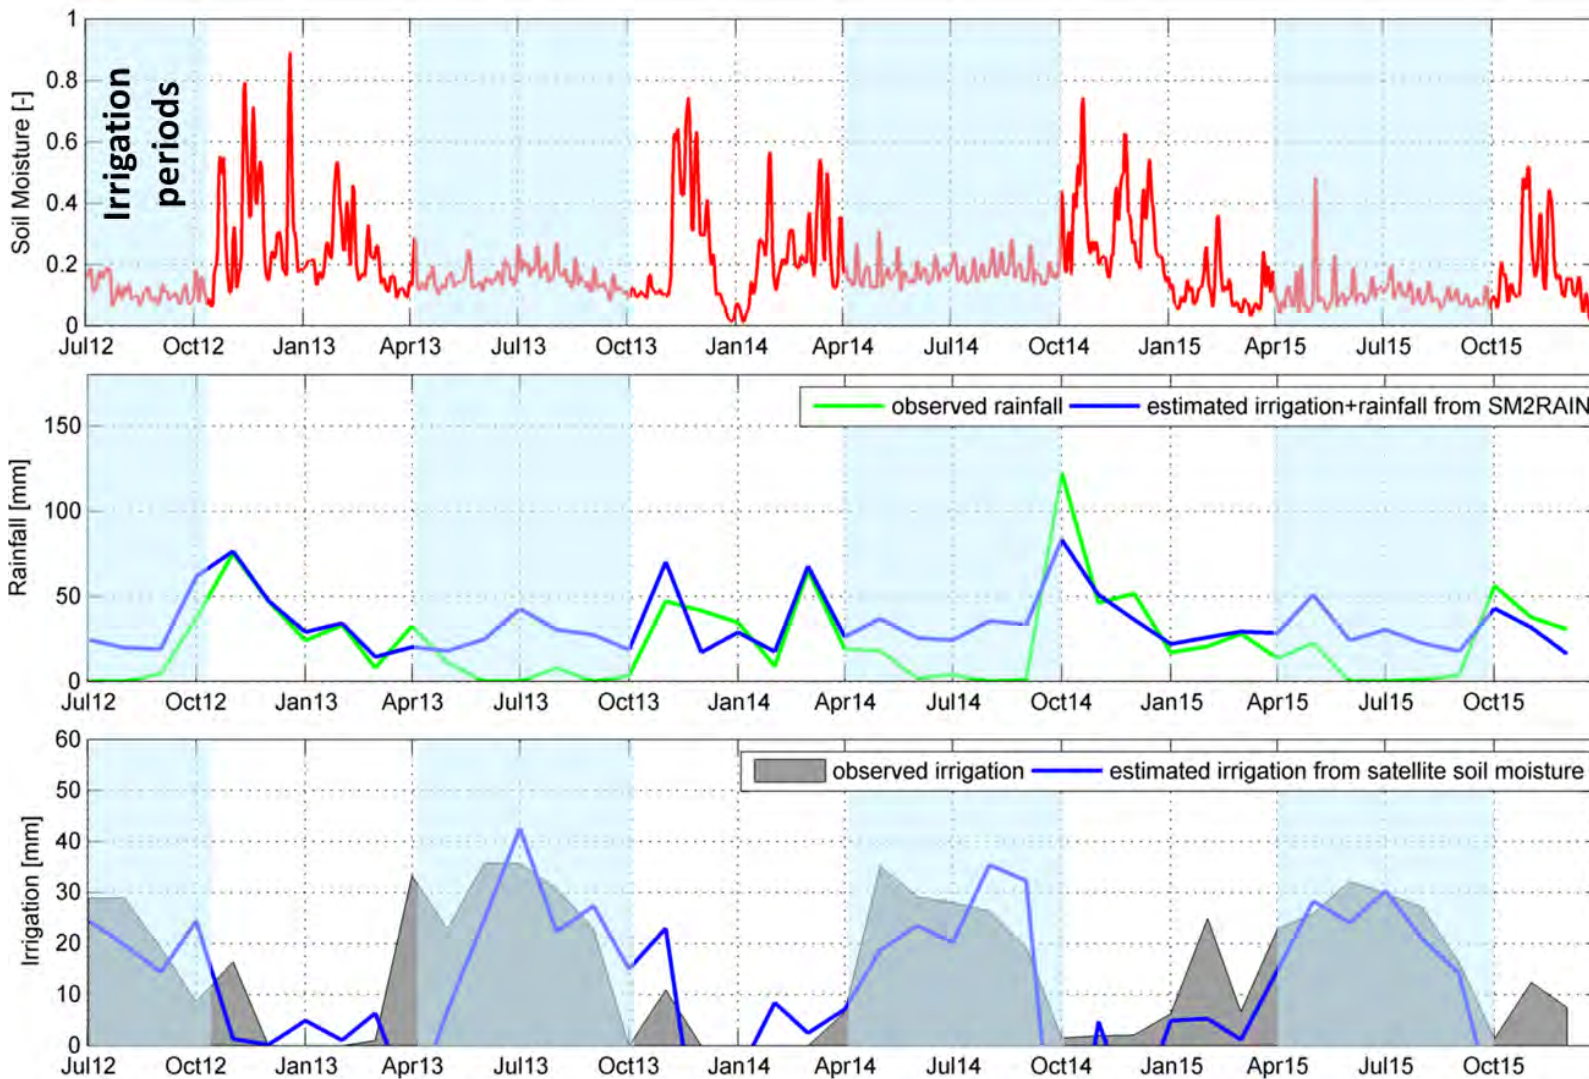 1
0.8
0.6
0.4
0.2
0
Soil Moisture [-]
Irrigation
periods
Jul12 Oct12 Jan13 Apr13 Jul13 Oct13 Jan14 Apr14 Jul14 Oct14 Jan15 Apr15 Jul15 Oct15
observed rainfall estimated irrigation+rainfall from SM2RAIN
150
100
50
0
Rainfall [mm]
Jul12 Oct12 Jan13 Apr13 Jul13 Oct13 Jan14 Apr14 Jul14 Oct14 Jan15 Apr15 Jul15 Oct15
observed irrigation estimated irrigation from satellite soil moisture
60
50
40
30
20
10
0
Irrigation [mm]
Jul12 Oct12 Jan13 Apr13 Jul13 Oct13 Jan14 Apr14 Jul14 Oct14 Jan15 Apr15 Jul15 Oct15